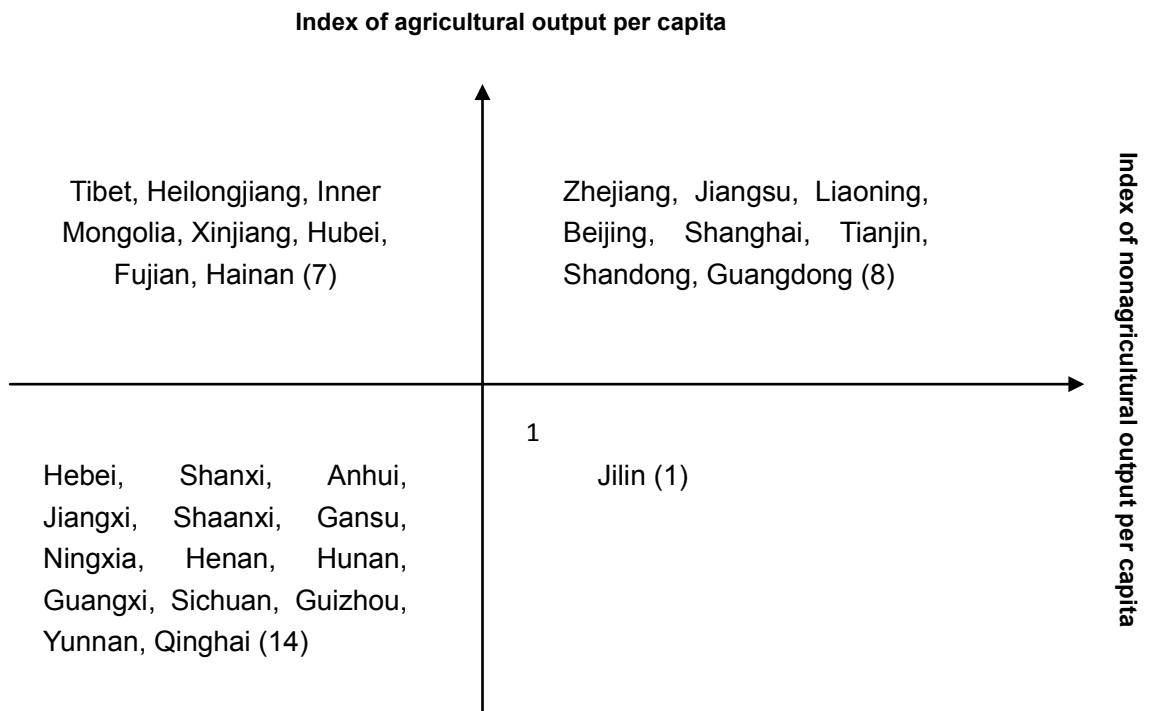 Index of agricultural output per capita
Tibet, Heilongjiang, Inner
Mongolia, Xinjiang, Hubei,
Fujian, Hainan (7)
Zhejiang, Jiangsu, Liaoning,
Beijing, Shanghai, Tianjin,
Shandong, Guangdong (8)
Index of nonagricultural output per capita
1
Hebei, Shanxi, Anhui,
Jiangxi, Shaanxi, Gansu,
Ningxia, Henan, Hunan,
Guangxi, Sichuan, Guizhou,
Yunnan, Qinghai (14)
Jilin (1)